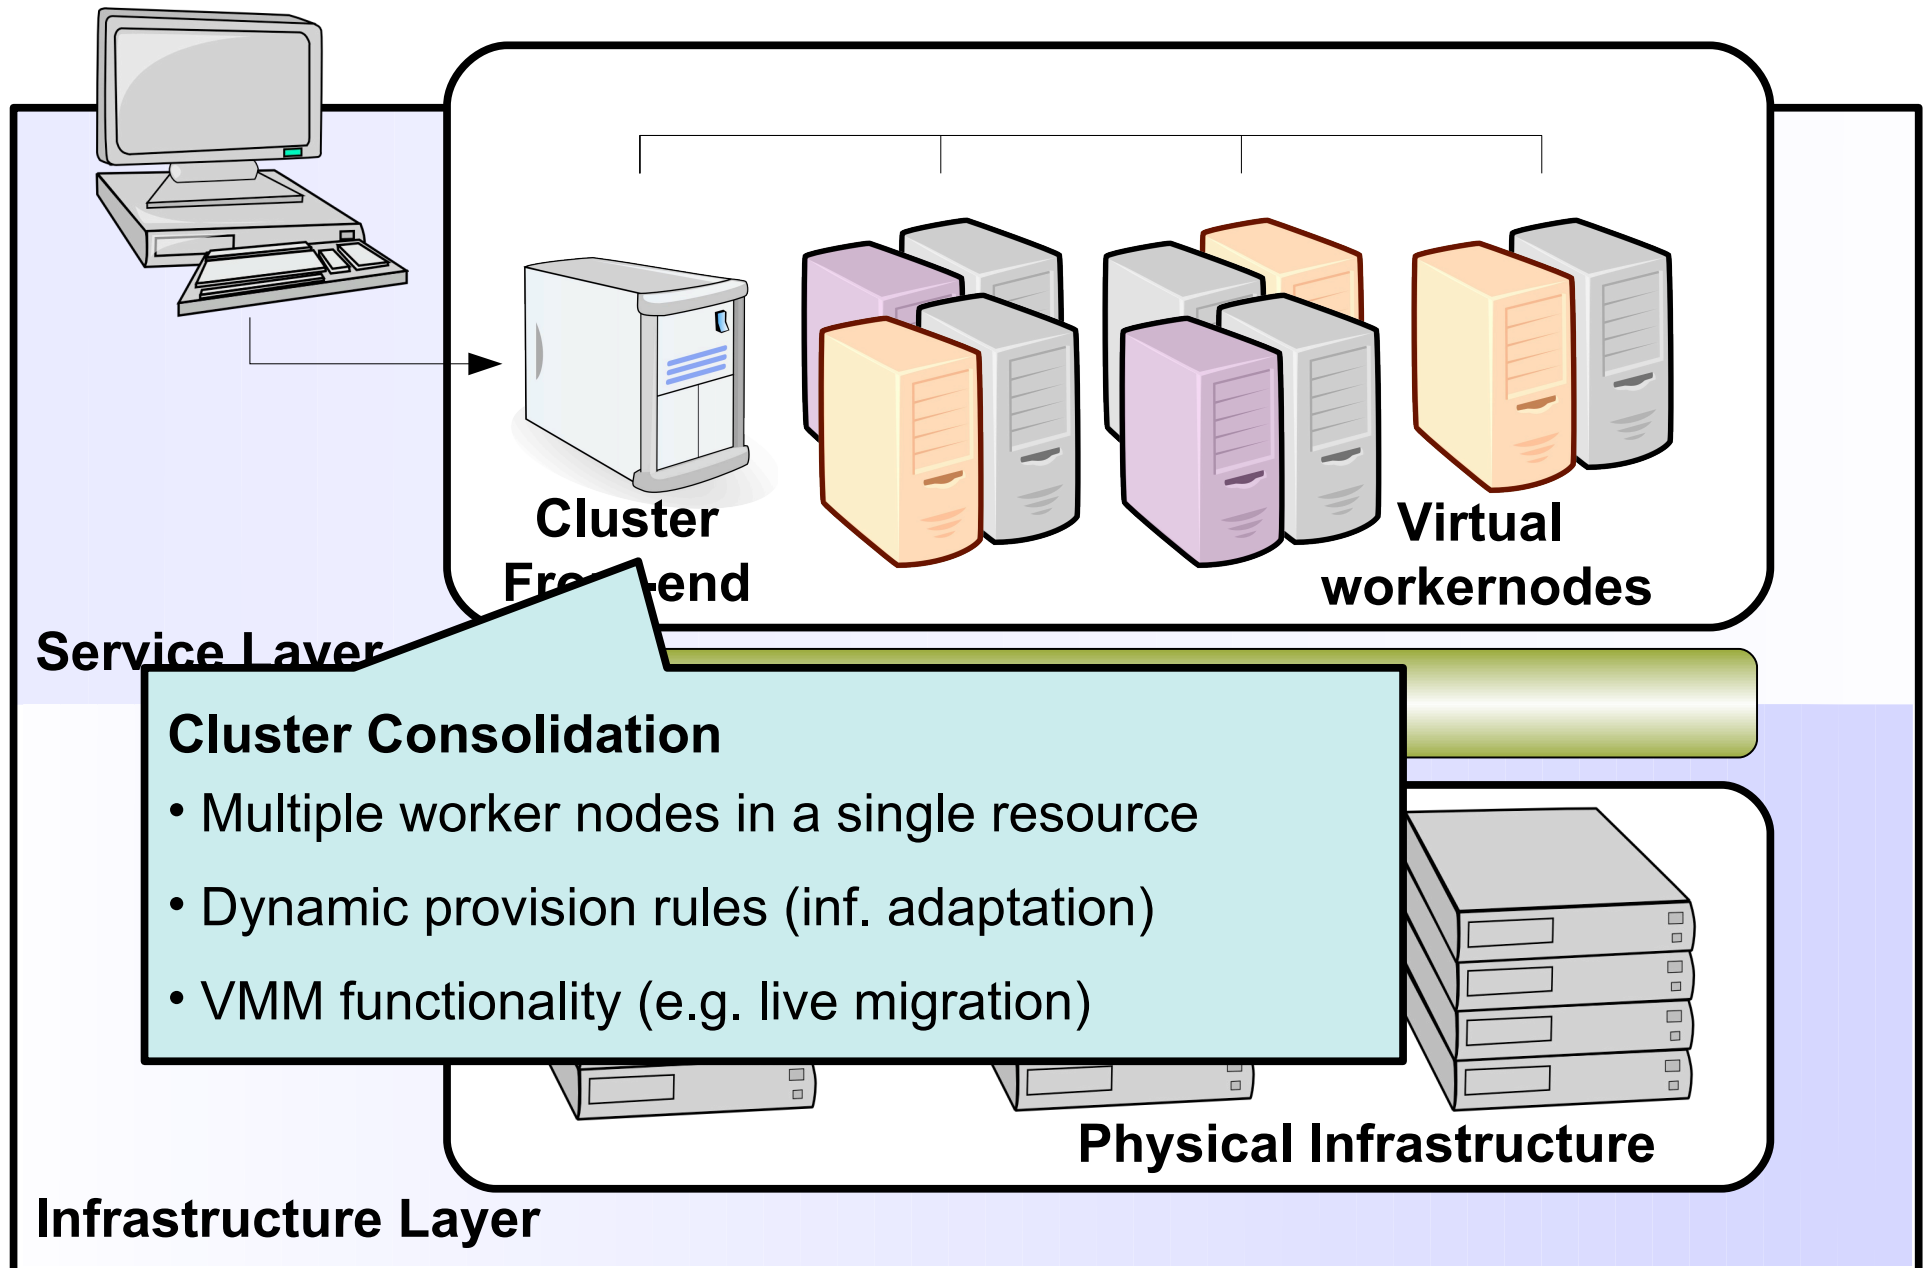 Cluster
Front-end
Virtual
workernodes
Service Layer
Cluster Consolidation
• Multiple worker nodes in a single resource
• Dynamic provision rules (inf. adaptation)
• VMM functionality (e.g. live migration)
Physical Infrastructure
Infrastructure Layer